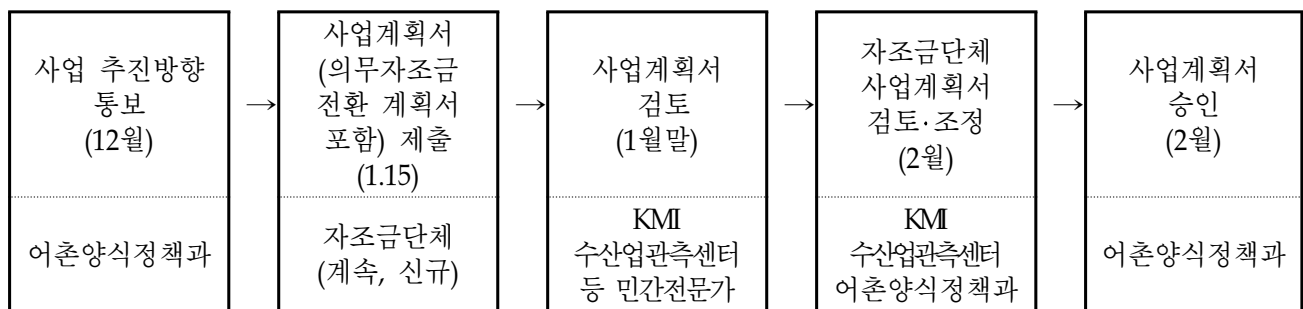 사업 추진방향
통보
(12월)
어촌양식정책과
→
사업계획서
(의무자조금
전환 계획서
포함) 제출
(1.15)
자조금단체
(계속, 신규)
→
사업계획서
검토
(1월말)
KMI
수산업관측센터
등 민간전문가
→
자조금단체
사업계획서
검토·조정
(2월)
KMI
수산업관측센터
어촌양식정책과
→
사업계획서
승인
(2월)
어촌양식정책과